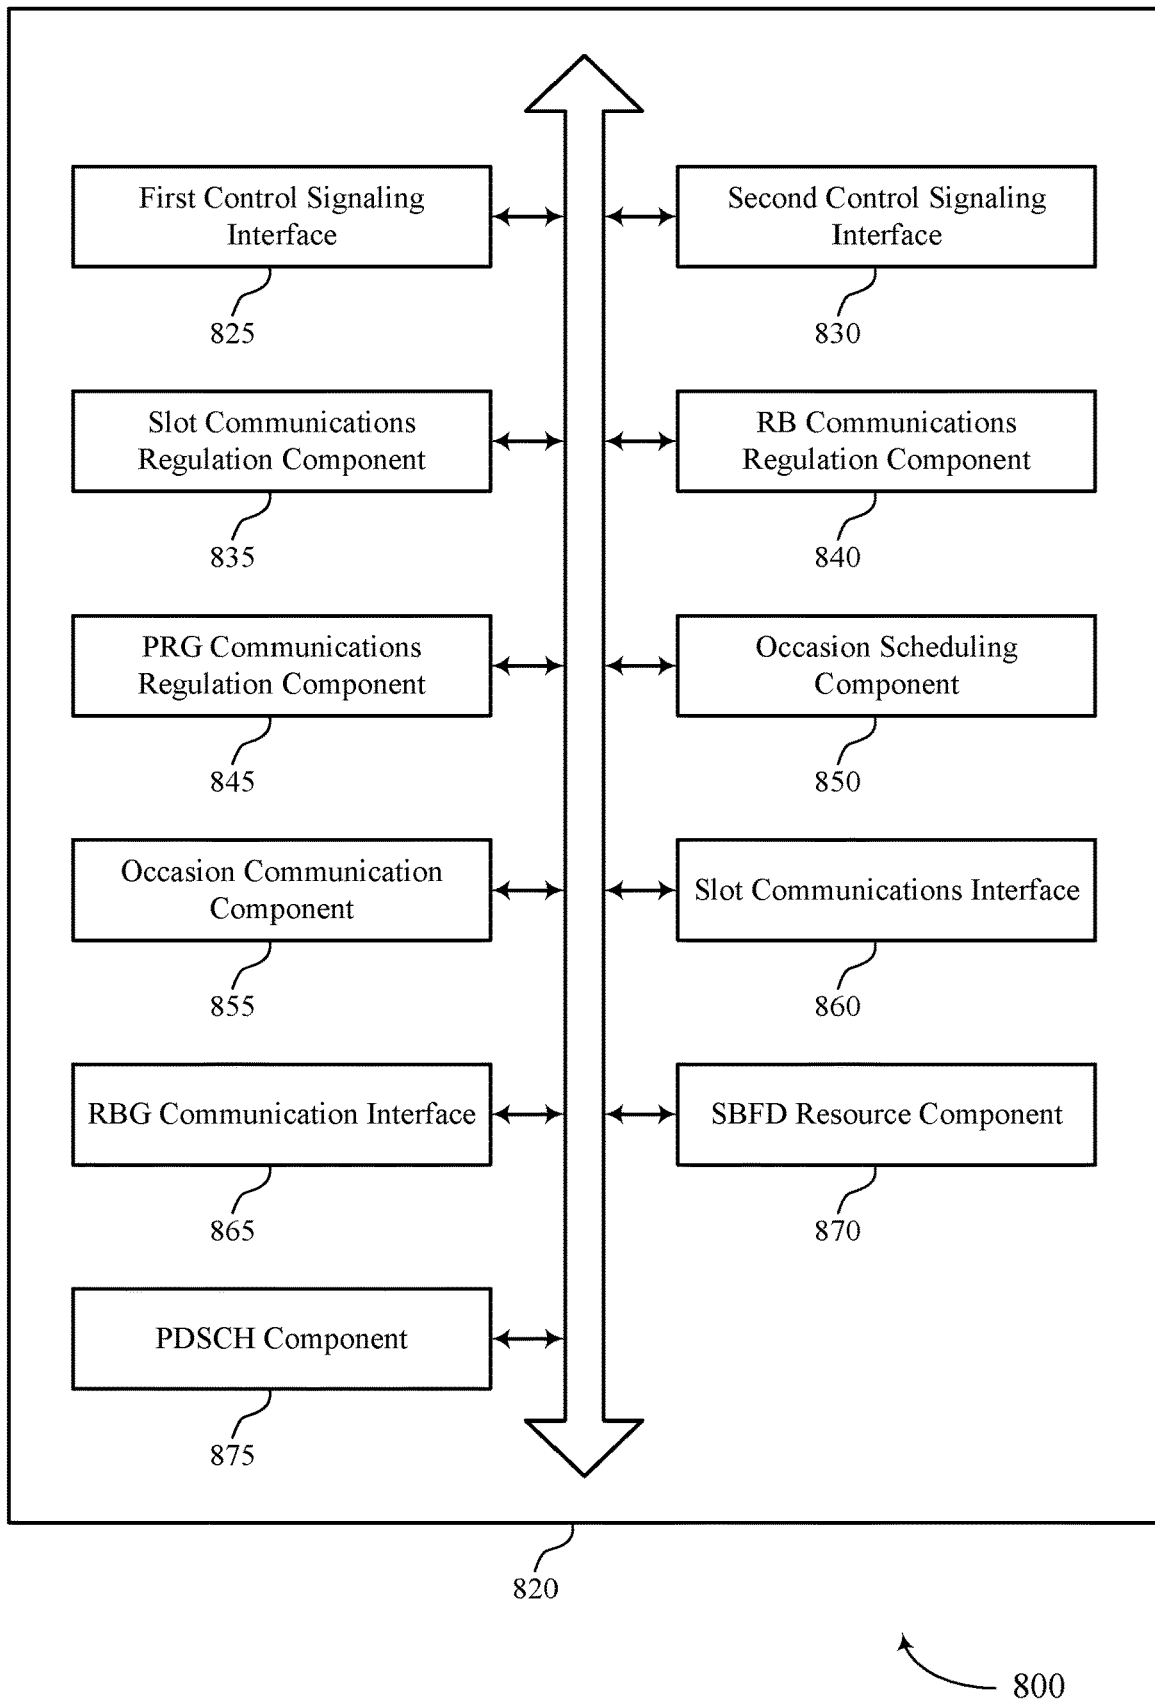 First Control Signaling
Interface
825
Second Control Signaling
Interface
830
Slot Communications
Regulation Component
835
RB Communications
Regulation Component
840
PRG Communications
Regulation Component
845
Occasion Scheduling
Component
850
Occasion Communication
Component
855
Slot Communications Interface
860
RBG Communication Interface
865
SBFD Resource Component
870
PDSCH Component
875
820
800